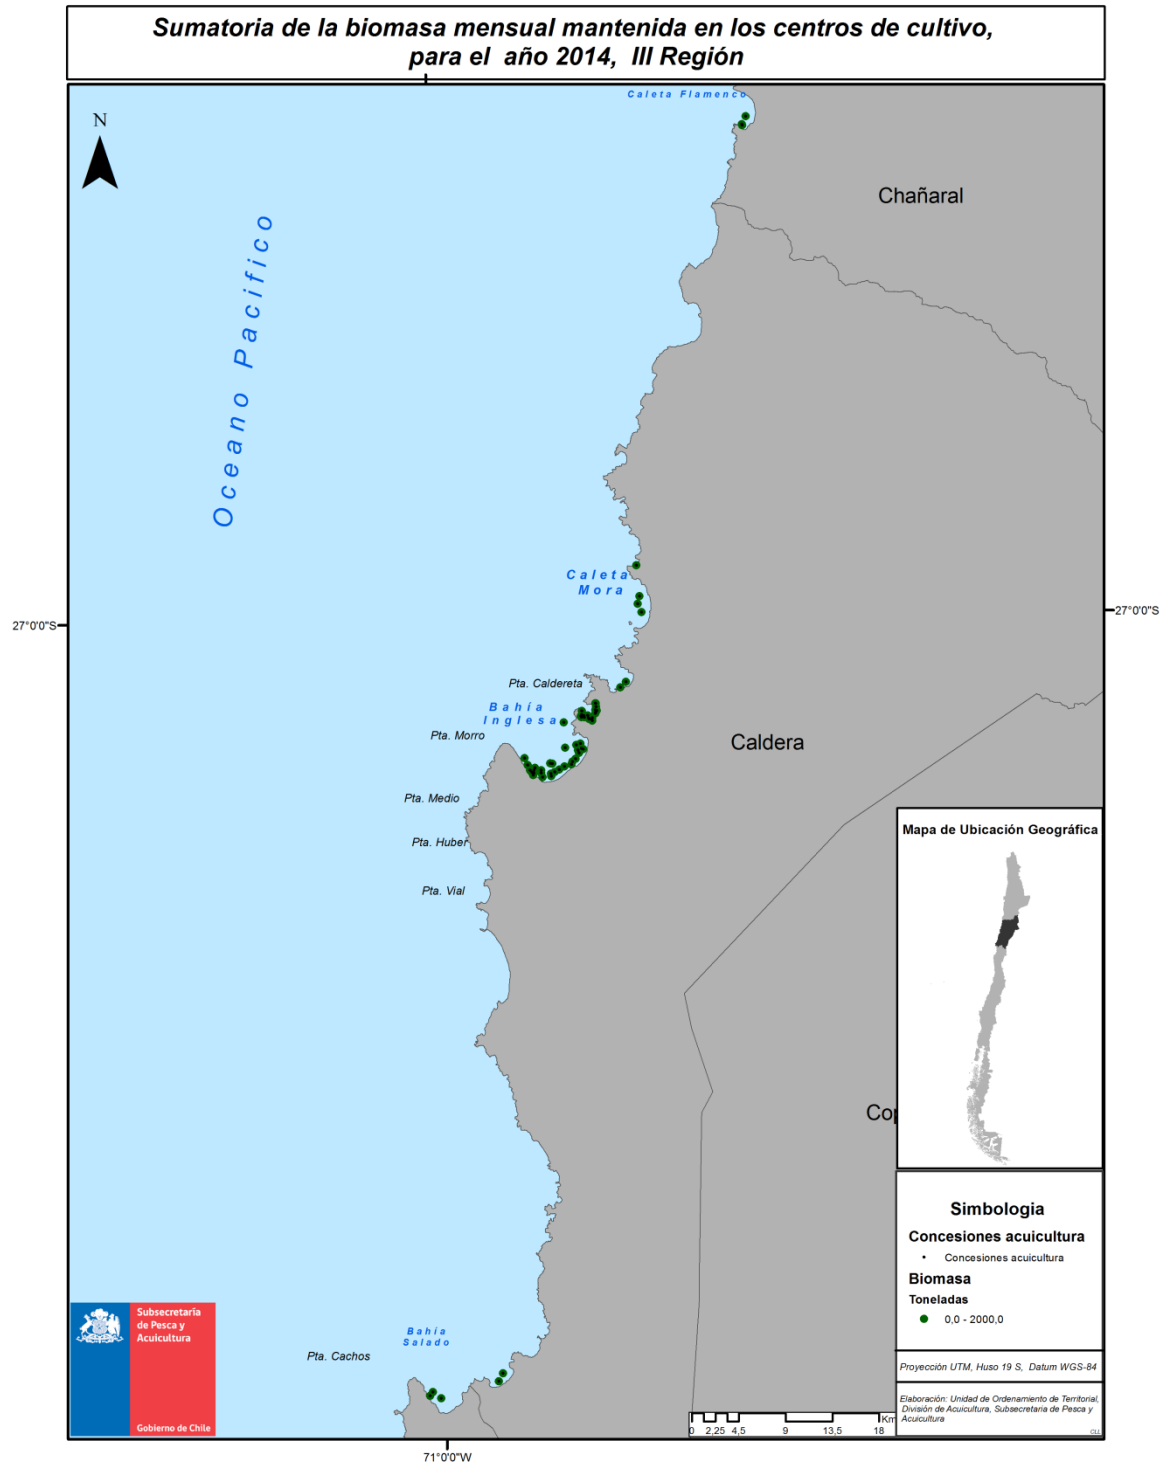 Sumatoria de la biomasa mensual mantenida en los centros de cultivo,
para el año 2014, III Región
Caleta Flamenco
N
Chañaral
Oceano Pacifico
Caleta
Mora
27°0'0"S
27°0'0"S
Pta. Caldereta
Bahía
Inglesa
Pta. Morro
Caldera
Pta. Medio
Pta. Huber
Pta. Vial
Mapa de Ubicación Geográfica
Cop
Simbologia
Concesiones acuicultura
Concesiones acuicultura
Biomasa
Toneladas
0,0 - 2000,0
Subsecretaría
de Pesca y
Acuicultura
Gobierno de Chile
Bahía
Salado
Pta. Cachos
Proyección UTM, Huso 19 S, Datum WGS-84
Elaboración: Unidad de Ordenamiento de Territorial,
División de Acuicultura, Subsecretaria de Pesca y
Acuicultura
Km
0 2,25 4,5 9 13,5 18
71°0'0"W